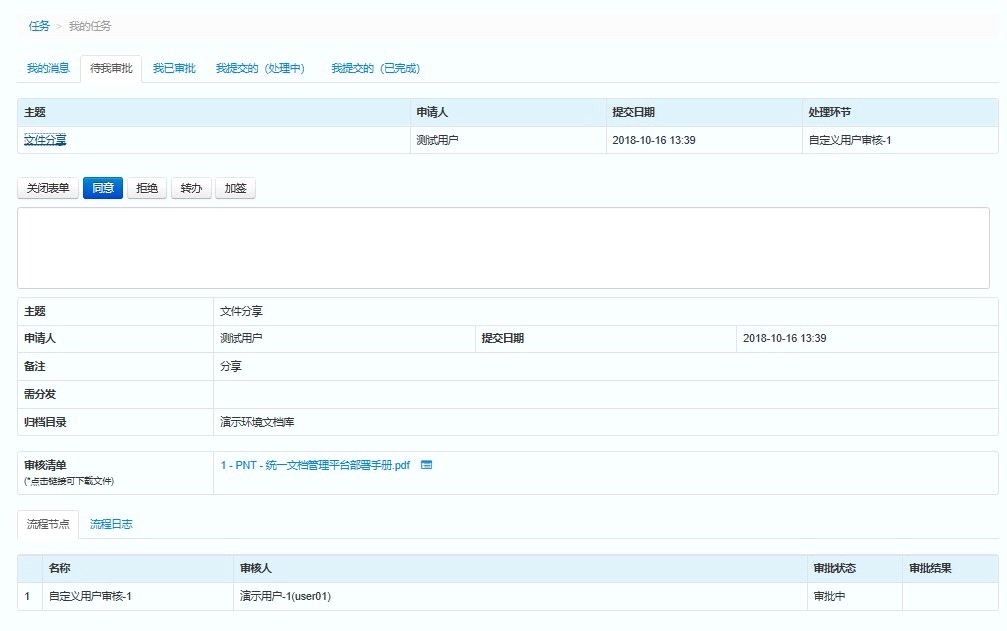 任务 > 我的任务
我的消息 待我审批 我已审批 我提交的（处理中） 我提交的（已完成）
主题 申请人 提交日期 处理环节
文件分享 测试用户 2018-10-16 13:39 自定义用户审核-1
关闭表单 同意 拒绝 转办 加签
主题 文件分享
申请人 测试用户 提交日期 2018-10-16 13:39
备注 分享
需分发
归档目录 演示环境文档库
审核清单 1 - PNT - 统一文档管理平台部署手册.pdf
(*点击链接可下载文件)
流程节点 流程日志
名称 审核人 审批状态 审批结果
1 自定义用户审核-1 演示用户-1(user01) 审批中